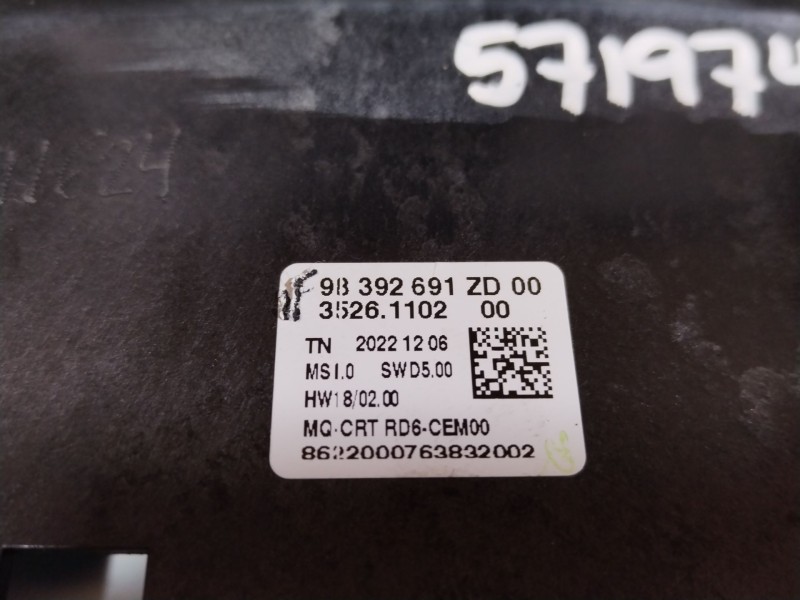 57197
98 392 691 ZD 00
3526.1102 00
TN 2022 12 06
MS1.0 SWD5.00
HW18/02.00
MQ-CRT RD6-CEM00
8622000763832002